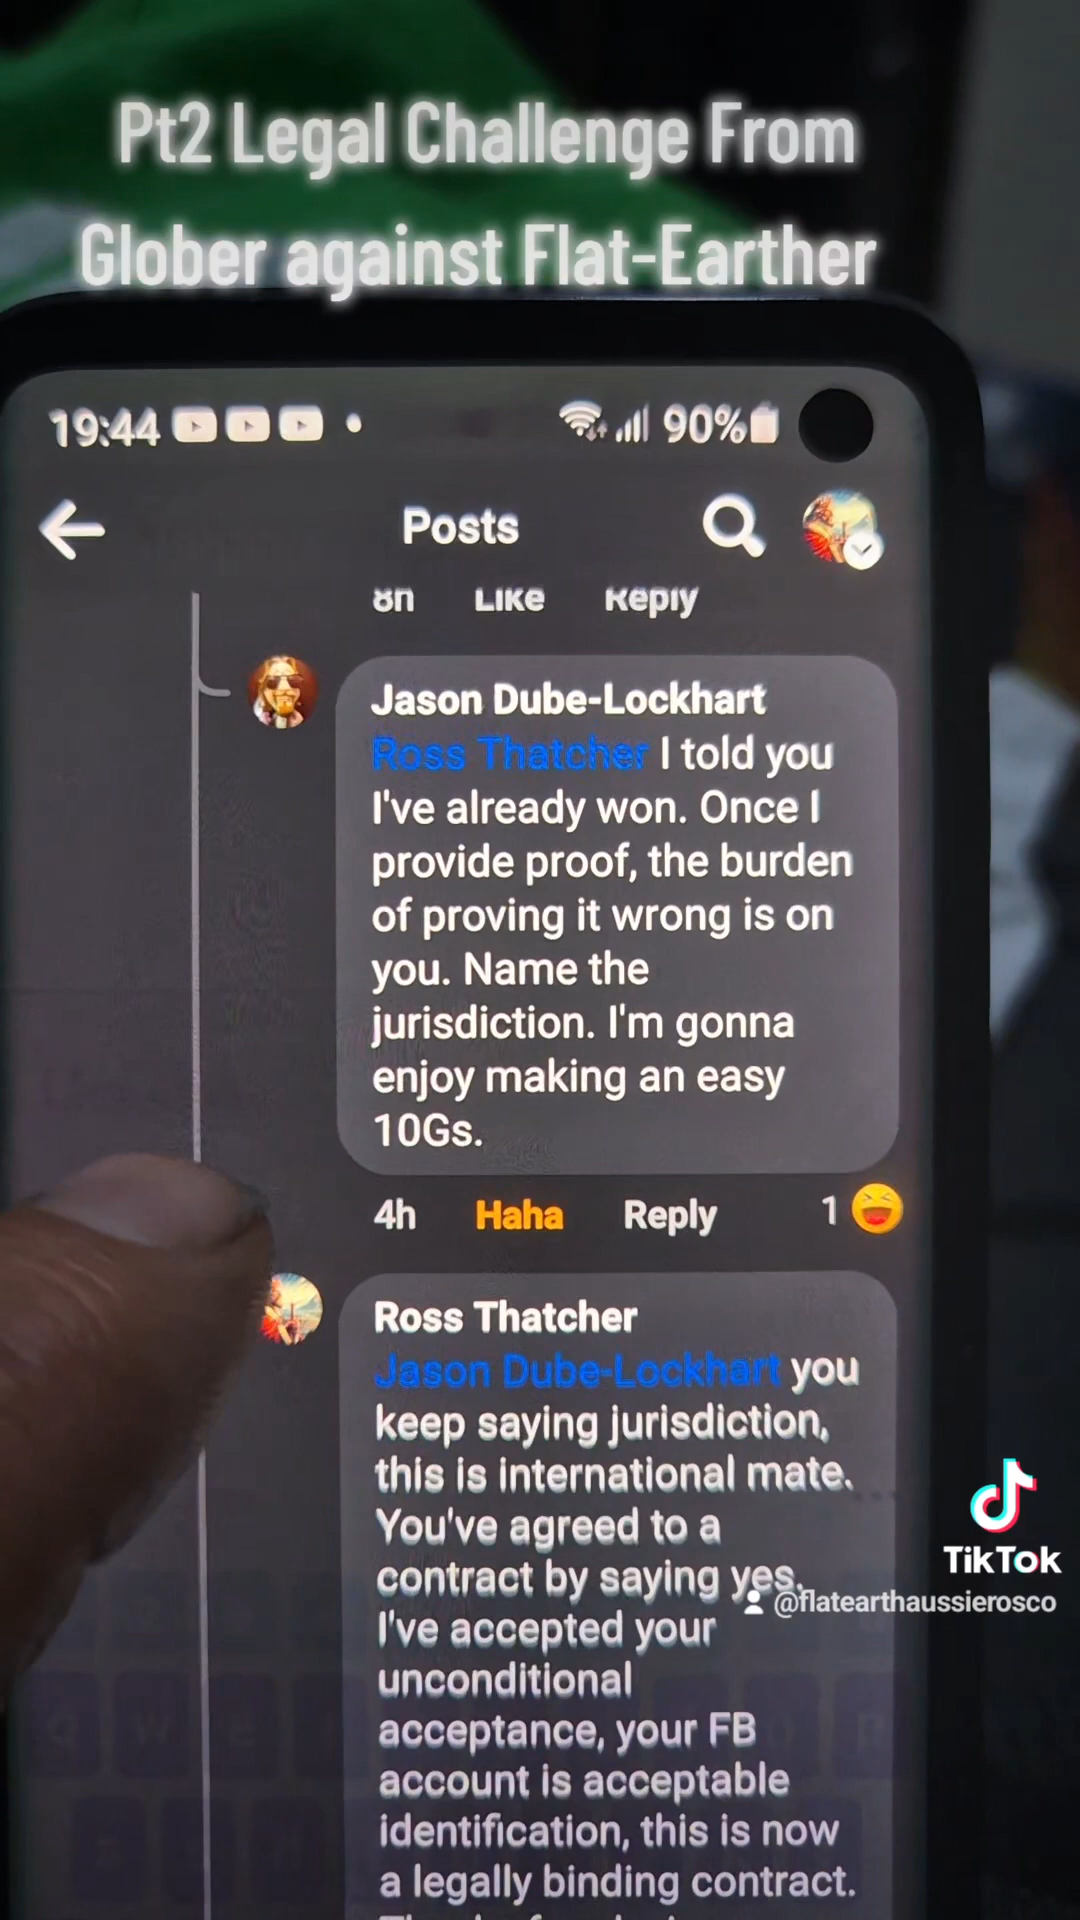 Pt2 Legal Challenge From
Glober against Flat-Earther
19:44
90%
Posts
8h Like Reply
Jason Dube-Lockhart
Ross Thatcher I told you
I've already won. Once I
provide proof, the burden
of proving it wrong is on
you. Name the
jurisdiction. I'm gonna
enjoy making an easy
10Gs.
4h Haha Reply 1
Ross Thatcher
Jason Dube-Lockhart you
keep saying jurisdiction,
this is international mate.
You've agreed to a
contract by saying yes.
I've accepted your
unconditional
acceptance, your FB
account is acceptable
identification, this is now
a legally binding contract.
TikTok
@flatearthaussierosco